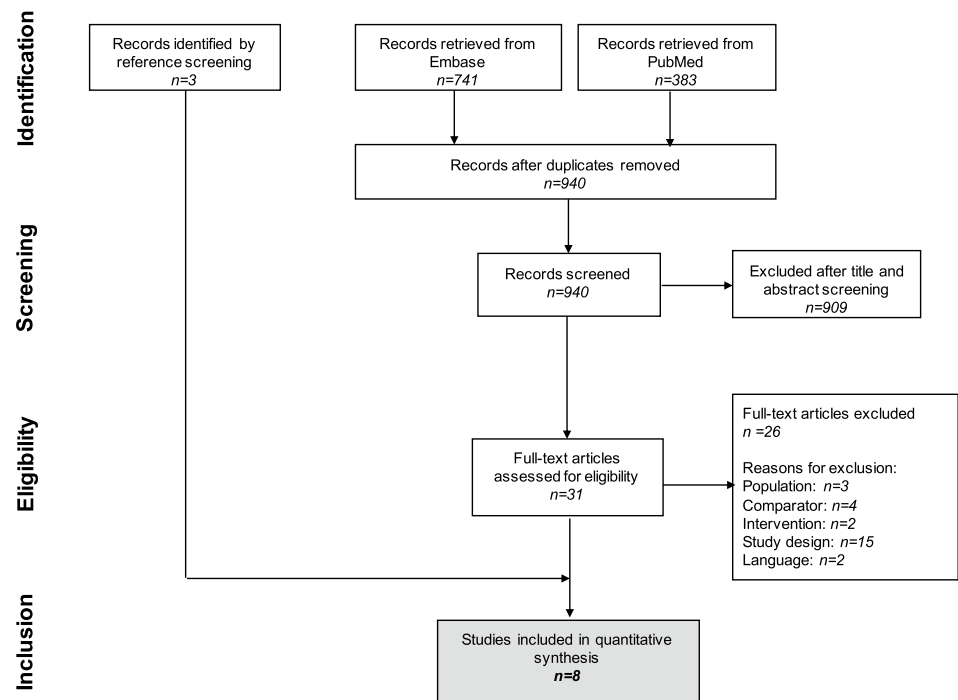 Identification
Records identified by
reference screening
n=3
Records retrieved from
Embase
n=741
Records retrieved from
PubMed
n=383
Records after duplicates removed
n=940
Screening
Records screened
n=940
Excluded after title and
abstract screening
n=909
Eligibility
Full-text articles
assessed for eligibility
n=31
Full-text articles excluded
n =26
Reasons for exclusion:
Population: n=3
Comparator: n=4
Intervention: n=2
Study design: n=15
Language: n=2
Inclusion
Studies included in quantitative
synthesis
n=8